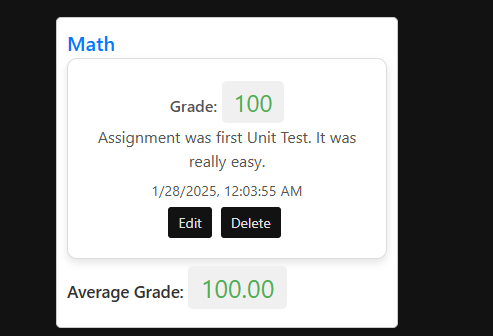 Math
Grade: 100
Assignment was first Unit Test. It was
really easy.
1/28/2025, 12:03:55 AM
Edit Delete
Average Grade: 100.00